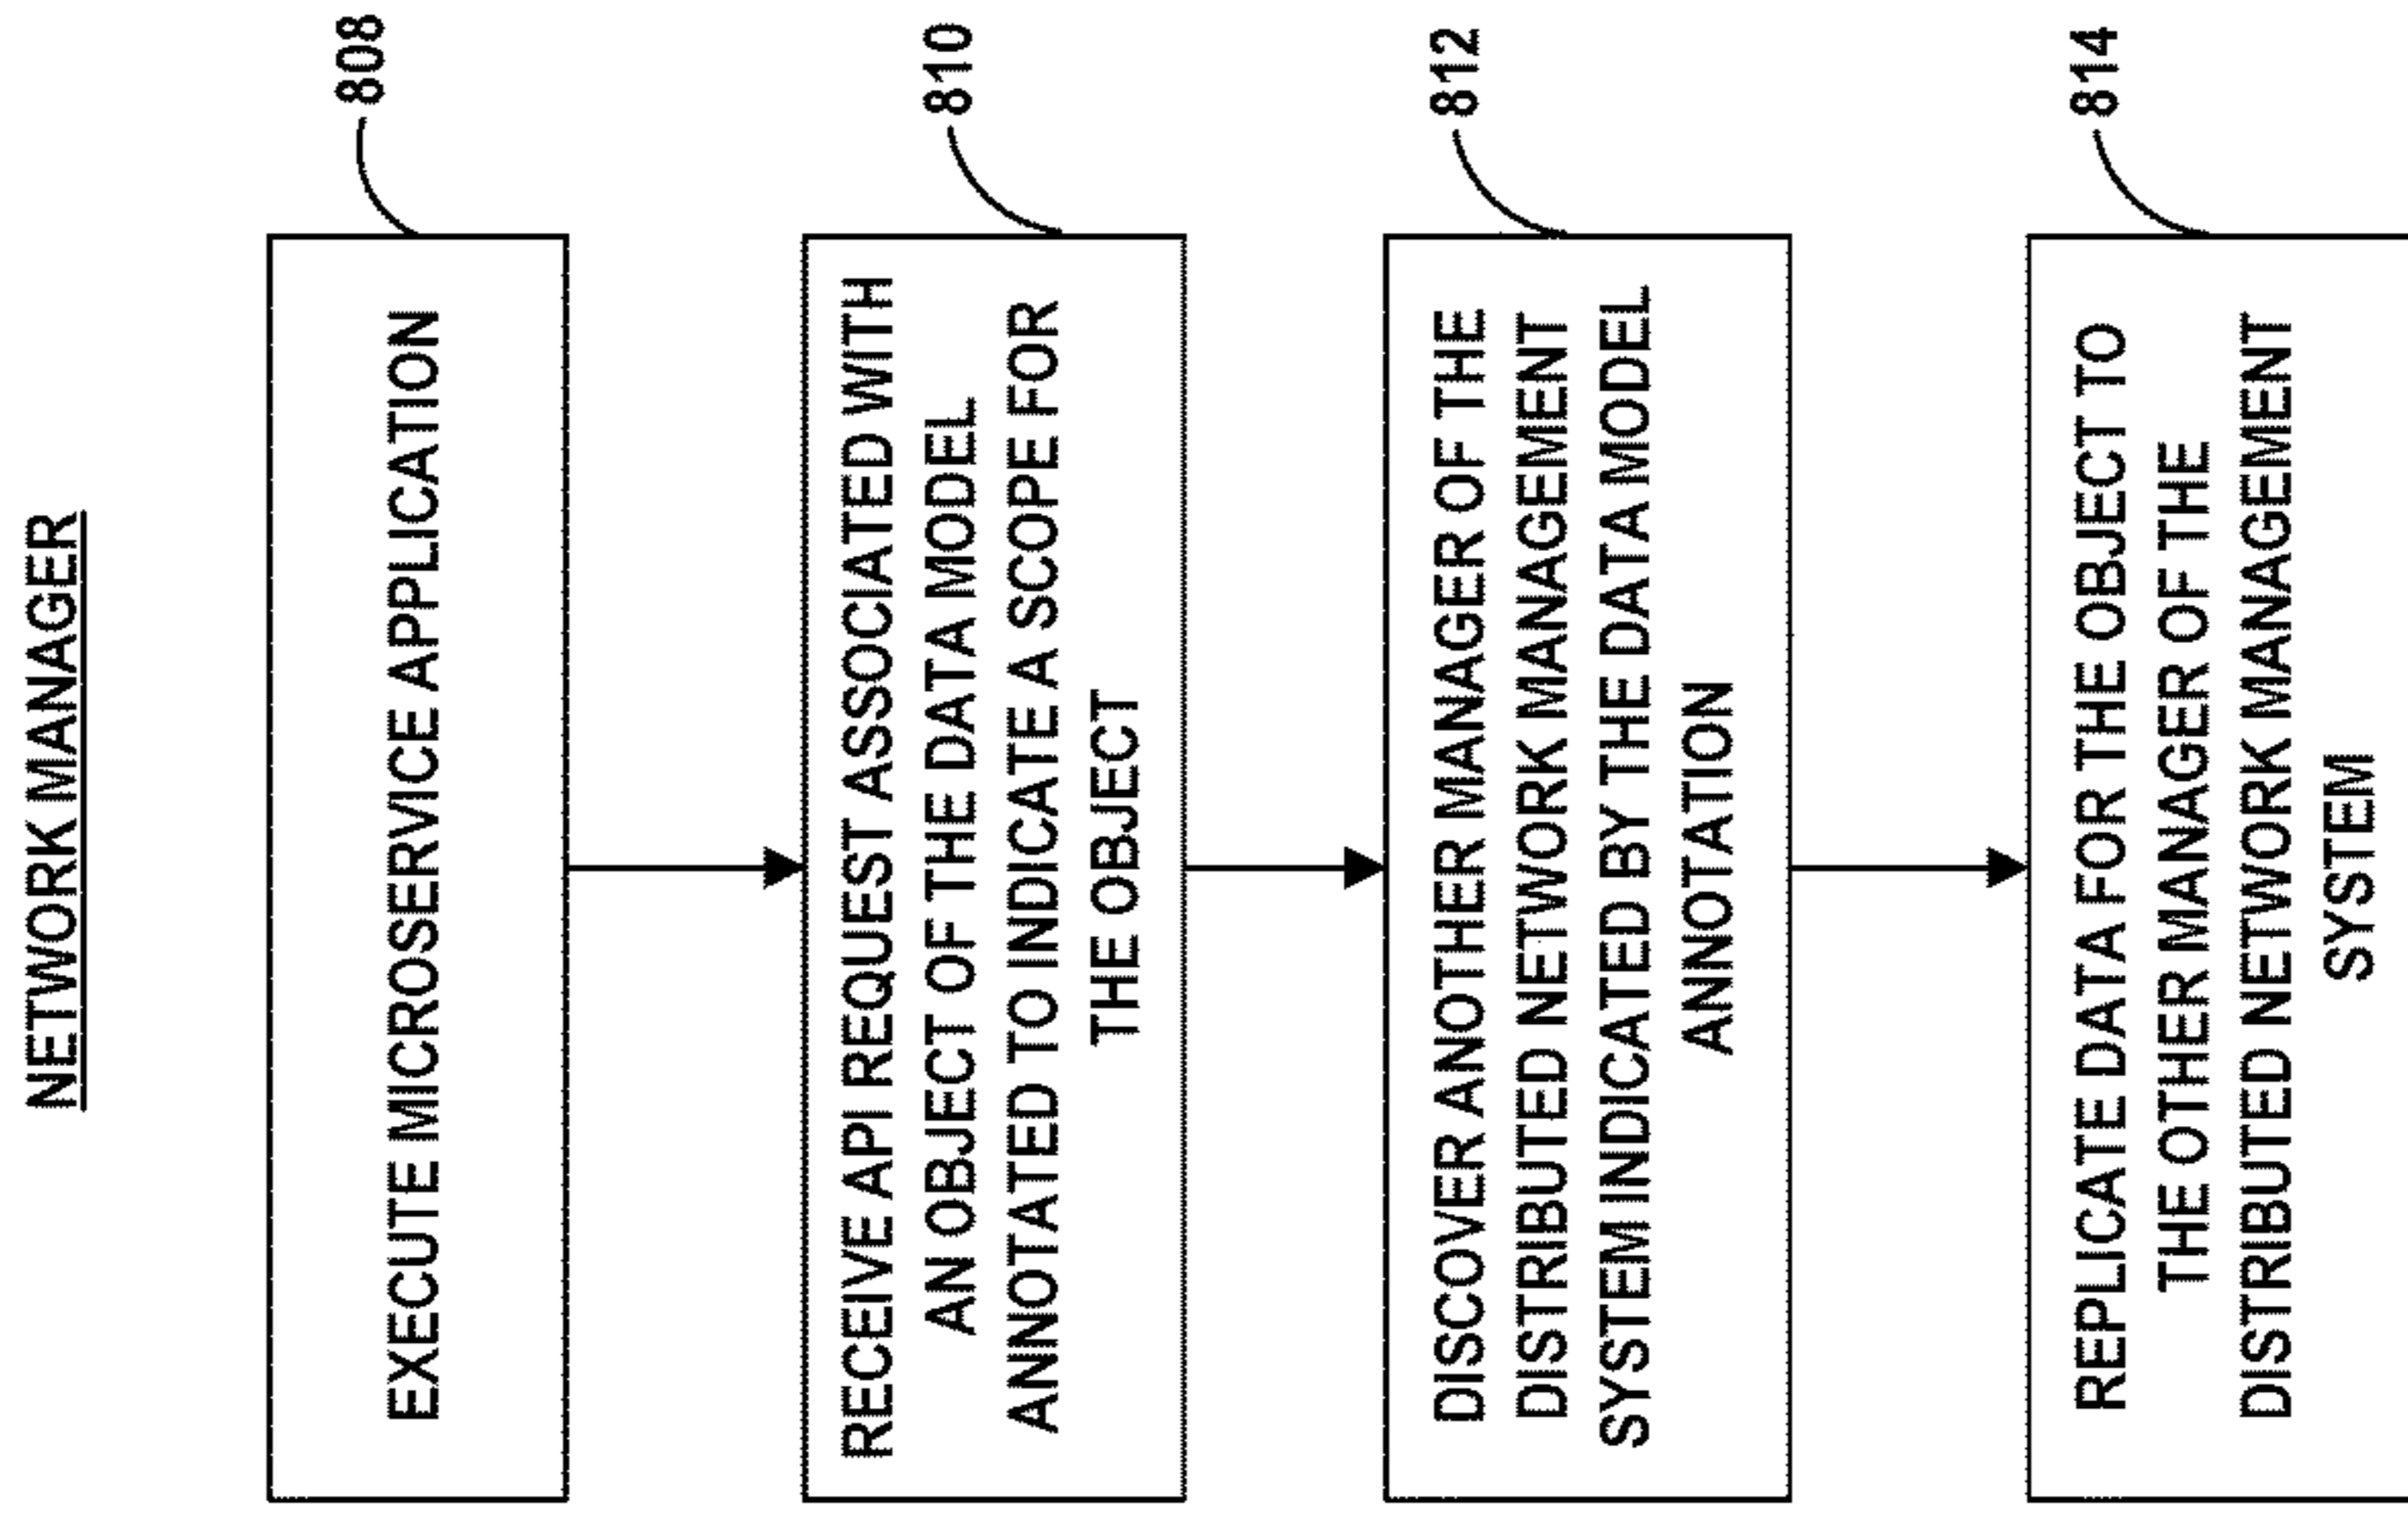 NETWORK MANAGER
EXECUTE MICROSERVICE APPLICATION
808
RECEIVE API REQUEST ASSOCIATED WITH
AN OBJECT OF THE DATA MODEL
ANNOTATED TO INDICATE A SCOPE FOR
THE OBJECT
810
DISCOVER ANOTHER MANAGER OF THE
DISTRIBUTED NETWORK MANAGEMENT
SYSTEM INDICATED BY THE DATA MODEL
ANNOTATION
812
REPLICATE DATA FOR THE OBJECT TO
THE OTHER MANAGER OF THE
DISTRIBUTED NETWORK MANAGEMENT
SYSTEM
814